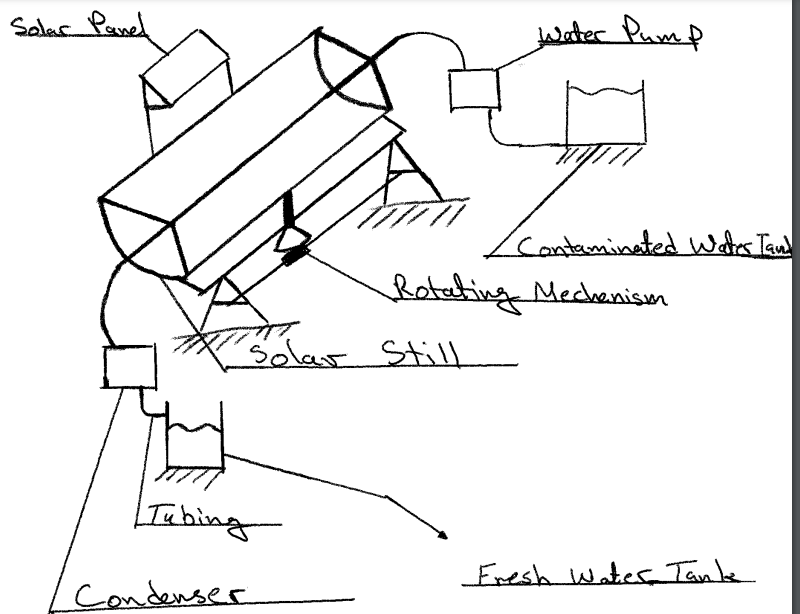 Solar Panel
Water Pump
Contaminated Water Tank
Rotating Mechanism
Solar Still
Tubing
Fresh Water Tank
Condenser